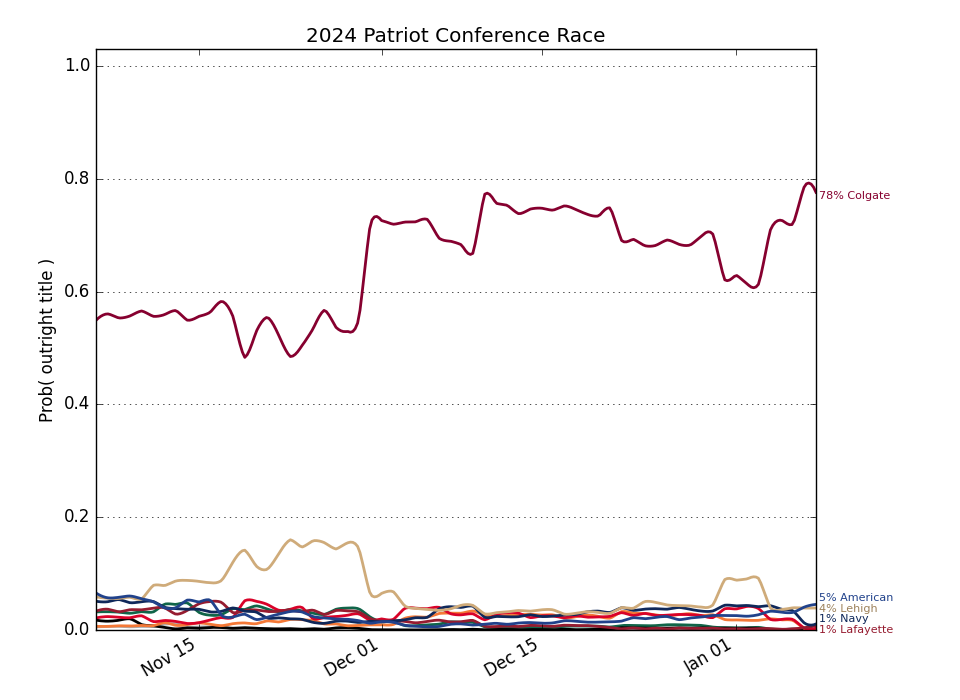 2024 Patriot Conference Race
Prob( outright title )
1.0
0.8
0.6
0.4
0.2
0.0
Nov 15
Dec 01
Dec 15
Jan 01
78% Colgate
5% American
4% Lehigh
1% Navy
1% Lafayette